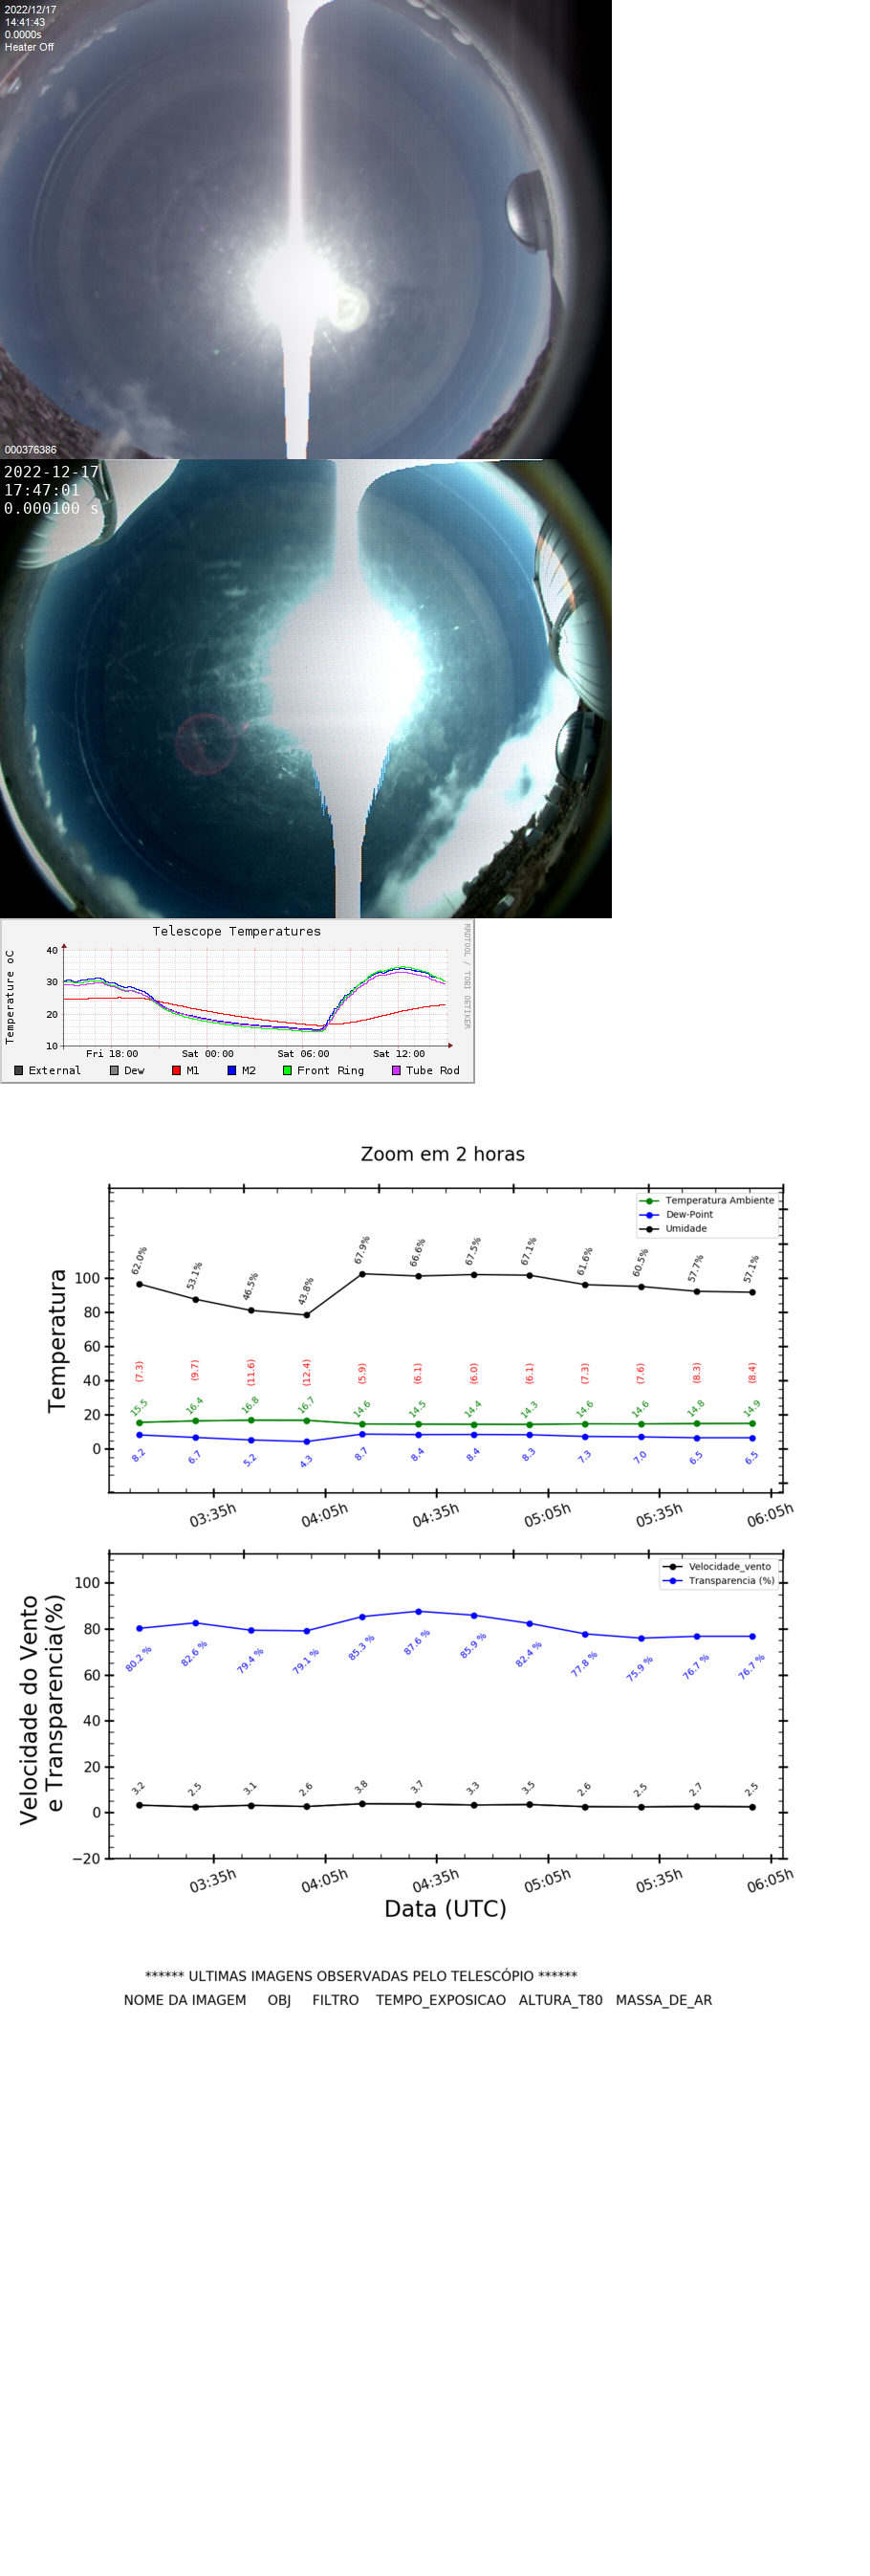 2022/12/17
14:41:43
0.0000s
Heater Off
000376386
2022-12-17
17:47:01
0.000100 s
Telescope Temperatures
RRDTOOL / TOBI OETIKER
Temperature oC
40
30
20
10
Fri 18:00 Sat 00:00 Sat 06:00 Sat 12:00
External Dew M1 M2 Front Ring Tube Rod
Zoom em 2 horas
Temperatura Ambiente
Dew-Point
Umidade
Temperatura
100
80
60
40
20
0
62.0% 53.1% 46.5% 43.8% 67.9% 66.6% 67.5% 67.1% 61.6% 60.5% 57.7% 57.1%
(7.3) (9.7) (11.6) (12.4) (5.9) (6.1) (6.0) (6.1) (7.3) (7.6) (8.3) (8.4)
15.5 16.4 16.8 16.7 14.6 14.5 14.4 14.3 14.6 14.6 14.8 14.9
8.2 6.7 5.2 4.3 8.7 8.4 8.4 8.3 7.3 7.0 6.5 6.5
03:35h 04:05h 04:35h 05:05h 05:35h 06:05h
Velocidade_vento
Transparencia (%)
Velocidade do Vento
e Transparencia(%)
100
80
60
40
20
0
−20
80.2 % 82.6 % 79.4 % 79.1 % 85.3 % 87.6 % 85.9 % 82.4 % 77.8 % 75.9 % 76.7 % 76.7 %
3.2 2.5 3.1 2.6 3.8 3.7 3.3 3.5 2.6 2.5 2.7 2.5
03:35h 04:05h 04:35h 05:05h 05:35h 06:05h
Data (UTC)
****** ULTIMAS IMAGENS OBSERVADAS PELO TELESCÓPIO ******
NOME DA IMAGEM OBJ FILTRO TEMPO_EXPOSICAO ALTURA_T80 MASSA_DE_AR